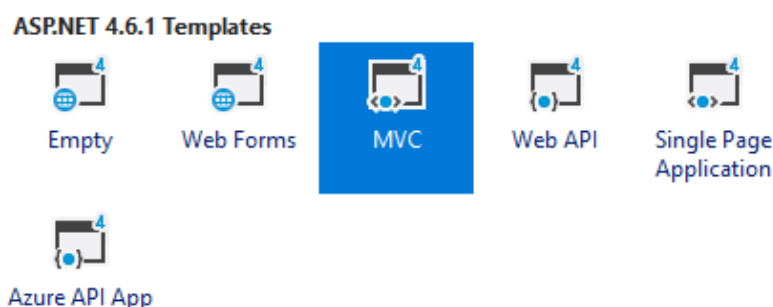 ASP.NET 4.6.1 Templates
4 4 4 4 4
Empty Web Forms MVC Web API Single Page
Application
4
Azure API App